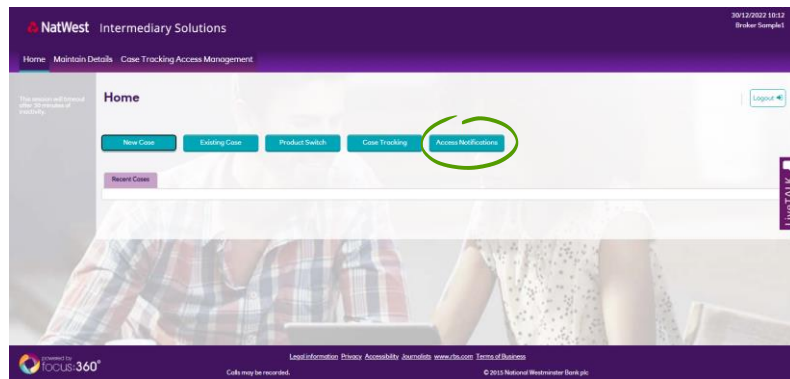 30/12/2022 10:12
Broker Sample1
NatWest Intermediary Solutions
Home Maintain Details Case Tracking Access Management
This session will timeout
after 30 minutes of
inactivity.
Home
Logout
New Case Existing Case Product Switch Case Tracking Access Notifications
Recent Cases
LiveTALK
powered by
focus:360°
Legal information Privacy Accessibility Journalists www.rbs.com Terms of Business
Calls may be recorded. © 2015 National Westminster Bank plc